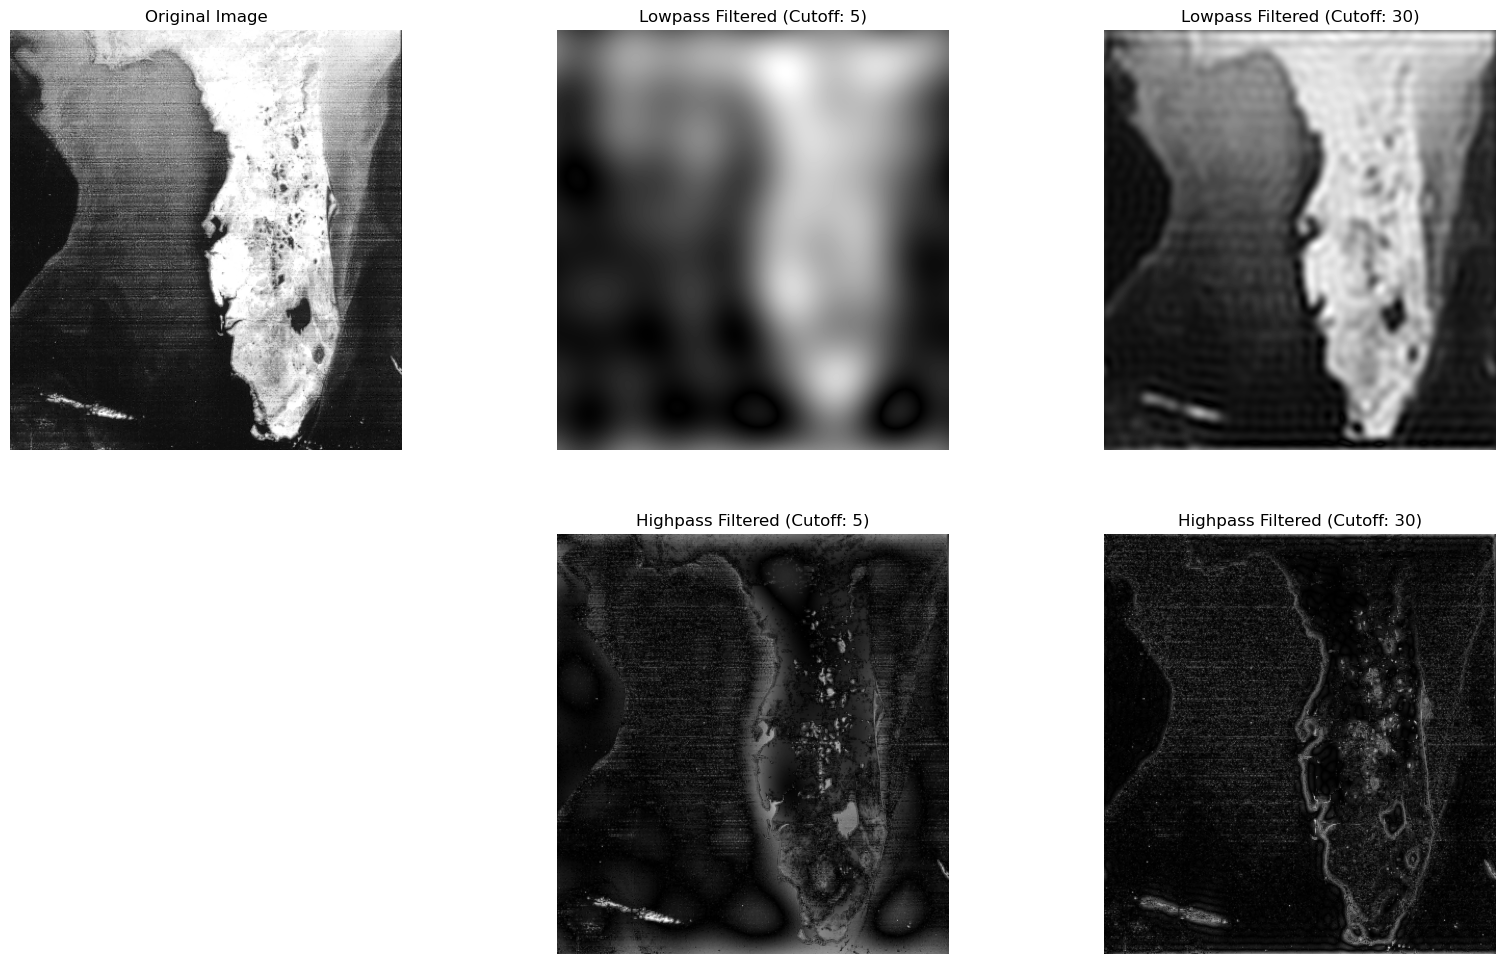 Original Image
Lowpass Filtered (Cutoff: 5)
Lowpass Filtered (Cutoff: 30)
Highpass Filtered (Cutoff: 5)
Highpass Filtered (Cutoff: 30)